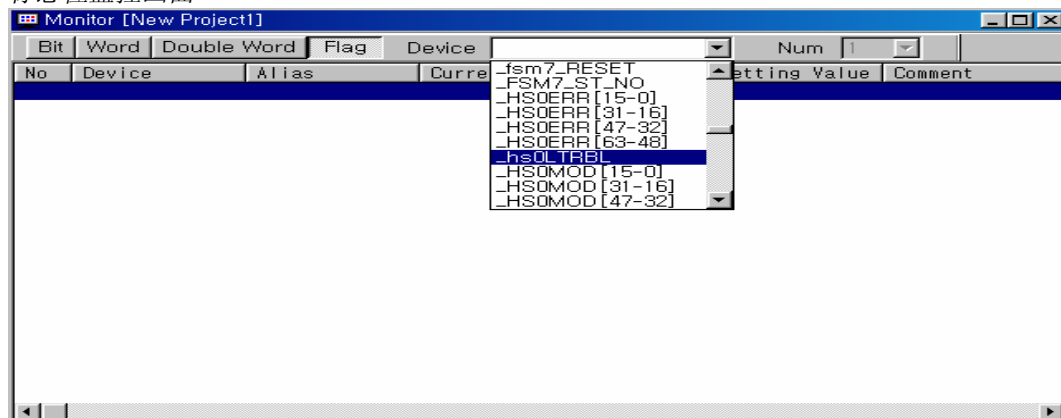 Monitor [New Project1]
Bit Word Double Word Flag Device Num 1
No Device Alias Curre etting Value Comment
_fsm7_RESET
_FSM7_ST_NO
_HS0ERR[15-0]
_HS0ERR[31-16]
_HS0ERR[47-32]
_HS0ERR[63-48]
_hs0LTRBL
_HS0MOD[15-0]
_HS0MOD[31-16]
_HS0MOD[47-32]